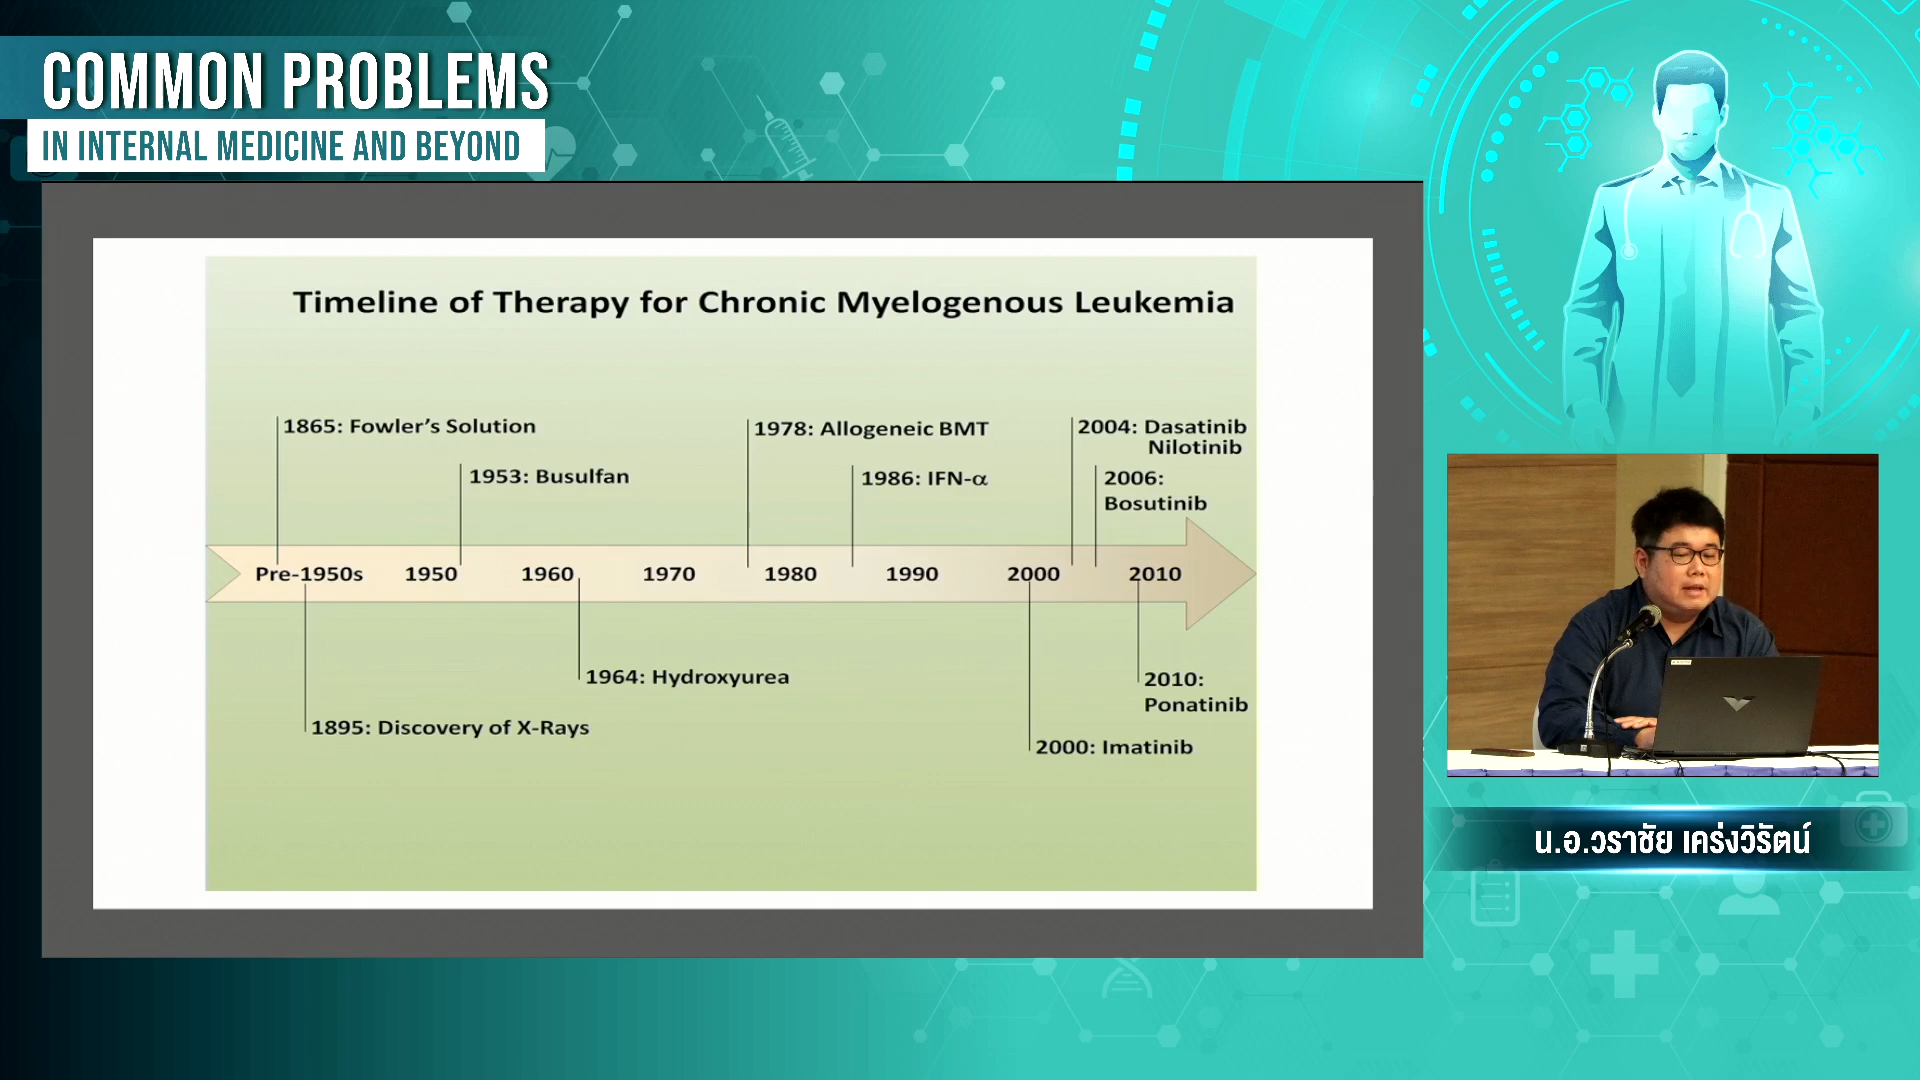 COMMON PROBLEMS
IN INTERNAL MEDICINE AND BEYOND
Timeline of Therapy for Chronic Myelogenous Leukemia
1865: Fowler's Solution
1953: Busulfan
1978: Allogeneic BMT
1986: IFN-α
2004: Dasatinib
Nilotinib
2006:
Bosutinib
Pre-1950s 1950 1960 1970 1980 1990 2000 2010
1964: Hydroxyurea
1895: Discovery of X-Rays
2010:
Ponatinib
2000: Imatinib
น.อ.วราชัย เคร่งวิรัตน์